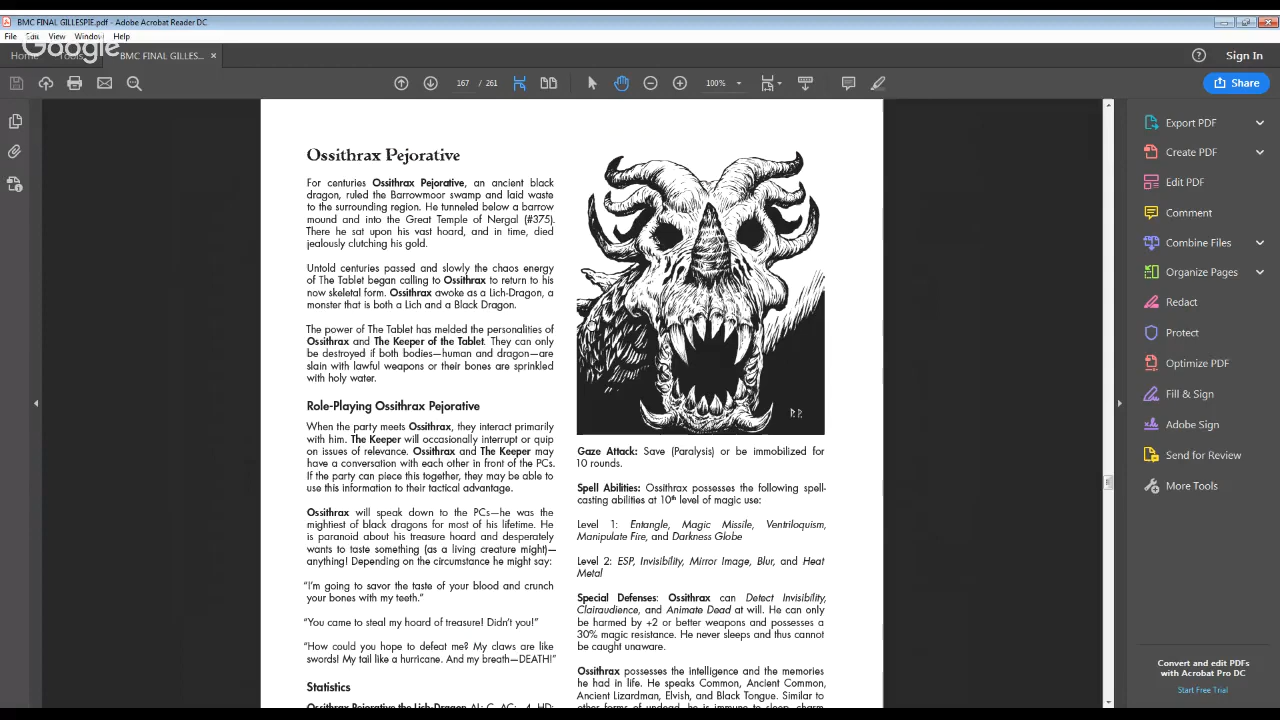 BMC FINAL GILLESPIE.pdf - Adobe Acrobat Reader DC
File Edit View Window Help
Google
Home Tools BMC FINAL GILLES... ×
Sign In
167 / 261
100%
Share
Ossithrax Pejorative
For centuries Ossithrax Pejorative, an ancient black
dragon, ruled the Barrowmoor swamp and laid waste
to the surrounding region. He tunneled below a barrow
mound and into the Great Temple of Nergal (#375).
There he sat upon his vast hoard, and in time, died
jealously clutching his gold.
Untold centuries passed and slowly the chaos energy
of The Tablet began calling to Ossithrax to return to his
now skeletal form. Ossithrax awoke as a Lich-Dragon, a
monster that is both a Lich and a Black Dragon.
The power of The Tablet has melded the personalities of
Ossithrax and The Keeper of the Tablet. They can only
be destroyed if both bodies—human and dragon—are
slain with lawful weapons or their bones are sprinkled
with holy water.
Role-Playing Ossithrax Pejorative
When the party meets Ossithrax, they interact primarily
with him. The Keeper will occasionally interrupt or quip
on issues of relevance. Ossithrax and The Keeper may
have a conversation with each other in front of the PCs.
If the party can piece this together, they may be able to
use this information to their tactical advantage.
Ossithrax will speak down to the PCs—he was the
mightiest of black dragons for most of his lifetime. He
is paranoid about his treasure hoard and desperately
wants to taste something (as a living creature might)—
anything! Depending on the circumstance he might say:
“I’m going to savor the taste of your blood and crunch
your bones with my teeth.”
“You came to steal my hoard of treasure! Didn’t you!”
“How could you hope to defeat me? My claws are like
swords! My tail like a hurricane. And my breath—DEATH!”
Statistics
Ossithrax Pejorative the Lich-Dragon AL: C, AC: -4, HD:
R.P.
Gaze Attack: Save (Paralysis) or be immobilized for
10 rounds.
Spell Abilities: Ossithrax possesses the following spell-
casting abilities at 10th level of magic use:
Level 1: Entangle, Magic Missile, Ventriloquism,
Manipulate Fire, and Darkness Globe
Level 2: ESP, Invisibility, Mirror Image, Blur, and Heat
Metal
Special Defenses: Ossithrax can Detect Invisibility,
Clairaudience, and Animate Dead at will. He can only
be harmed by +2 or better weapons and possesses a
30% magic resistance. He never sleeps and thus cannot
be caught unaware.
Ossithrax possesses the intelligence and the memories
he had in life. He speaks Common, Ancient Common,
Ancient Lizardman, Elvish, and Black Tongue. Similar to
other forms of undead, he is immune to sleep, charm
Export PDF
Create PDF
Edit PDF
Comment
Combine Files
Organize Pages
Redact
Protect
Optimize PDF
Fill & Sign
Adobe Sign
Send for Review
More Tools
Convert and edit PDFs
with Acrobat Pro DC
Start Free Trial